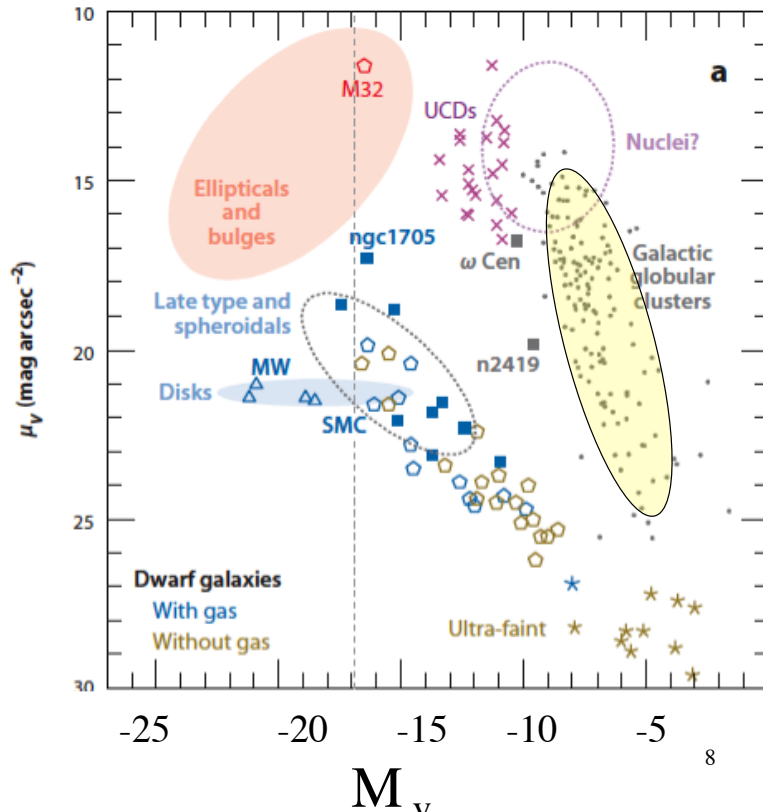 10
a
M32
UCDs
Nuclei?
15
Ellipticals
and
bulges
ngc1705
ω Cen
Galactic
globular
clusters
Late type and
spheroidals
20
MW
n2419
Disks
SMC
μV (mag arcsec−2)
25
Dwarf galaxies
With gas
Without gas
Ultra-faint
30
-25 -20 -15 -10 -5
8
M v